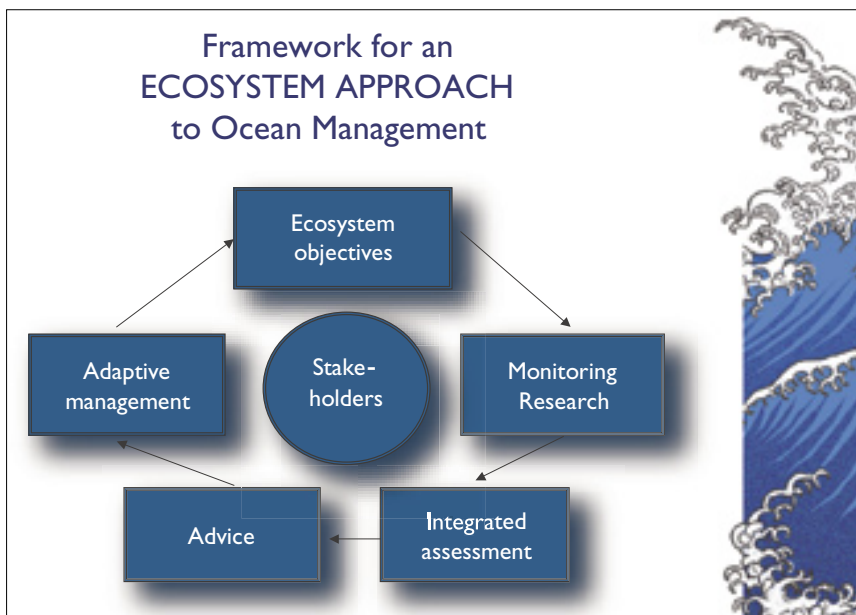 Framework for an
ECOSYSTEM APPROACH
to Ocean Management
Ecosystem
objectives
Monitoring
Research
Integrated
assessment
Advice
Adaptive
management
Stake-
holders